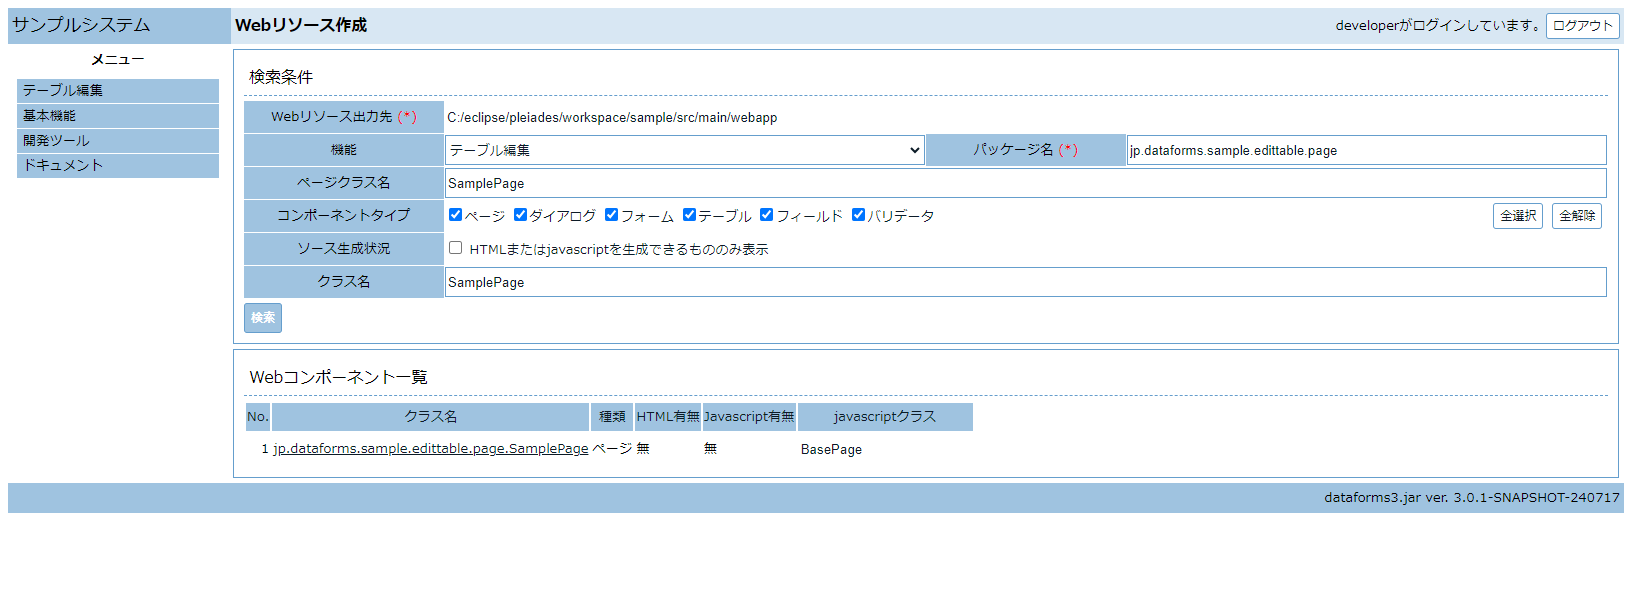 サンプルシステム
Webリソース作成
developerがログインしています。 ログアウト
メニュー
テーブル編集
基本機能
開発ツール
ドキュメント
検索条件
Webリソース出力先 (*) C:/eclipse/pleiades/workspace/sample/src/main/webapp
機能 テーブル編集 パッケージ名 (*) jp.dataforms.sample.edittable.page
ページクラス名 SamplePage
コンポーネントタイプ ページ ダイアログ フォーム テーブル フィールド バリデータ 全選択 全解除
ソース生成状況 HTMLまたはjavascriptを生成できるもののみ表示
クラス名 SamplePage
検索
Webコンポーネント一覧
No. クラス名 種類 HTML有無 Javascript有無 javascriptクラス
1 jp.dataforms.sample.edittable.page.SamplePage ページ 無 無 BasePage
dataforms3.jar ver. 3.0.1-SNAPSHOT-240717